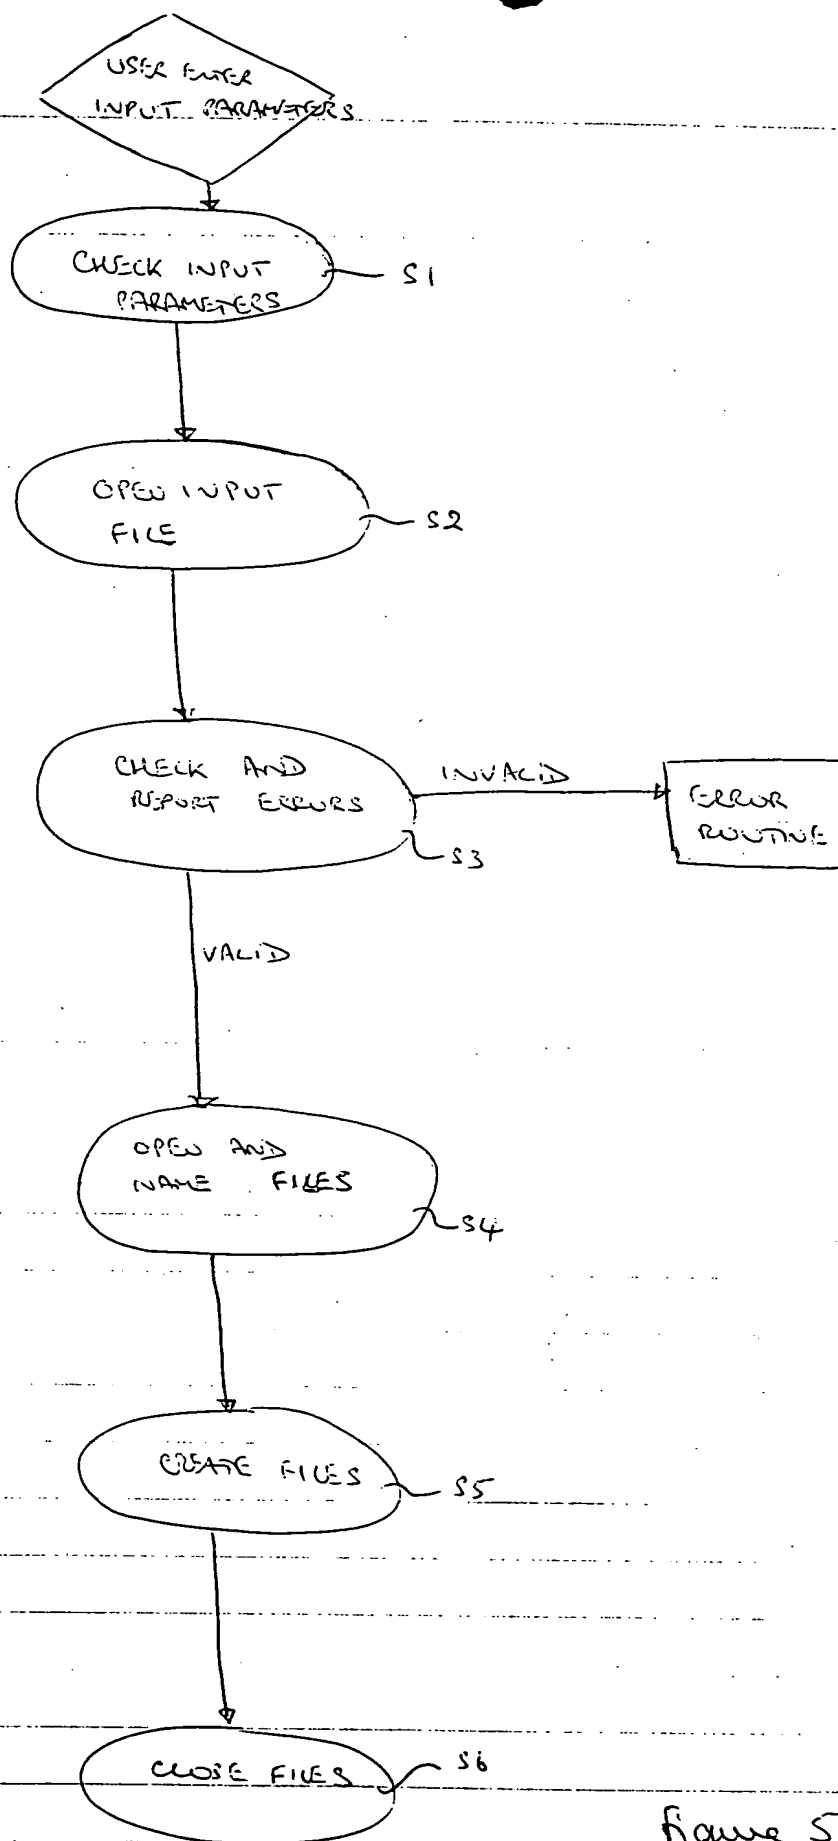 USER ENTER
INPUT PARAMETERS
CHECK INPUT
PARAMETERS
S1
OPEN INPUT
FILE
S2
CHECK AND
REPORT ERRORS
INVALID
ERROR
ROUTINE
S3
VALID
OPEN AND
NAME FILES
S4
CREATE FILES
S5
CLOSE FILES
S6
Figure 5